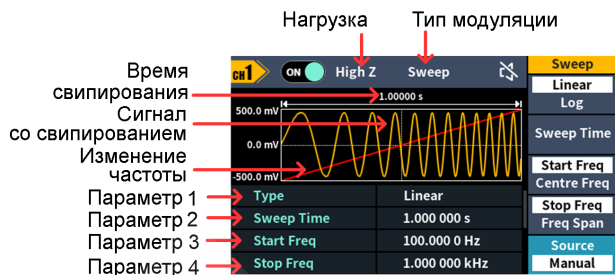 Нагрузка
Тип модуляции
Время
свипирования
Сигнал
со свипированием
Изменение
частоты
Параметр 1
Параметр 2
Параметр 3
Параметр 4
CH1
ON
High Z
Sweep
1.00000 s
500.0 mV
0.0 mV
-500.0 mV
Type Linear
Sweep Time 1.000 000 s
Start Freq 100.000 0 Hz
Stop Freq 1.000 000 kHz
Sweep
Linear
Log
Sweep Time
Start Freq
Centre Freq
Stop Freq
Freq Span
Source
Manual